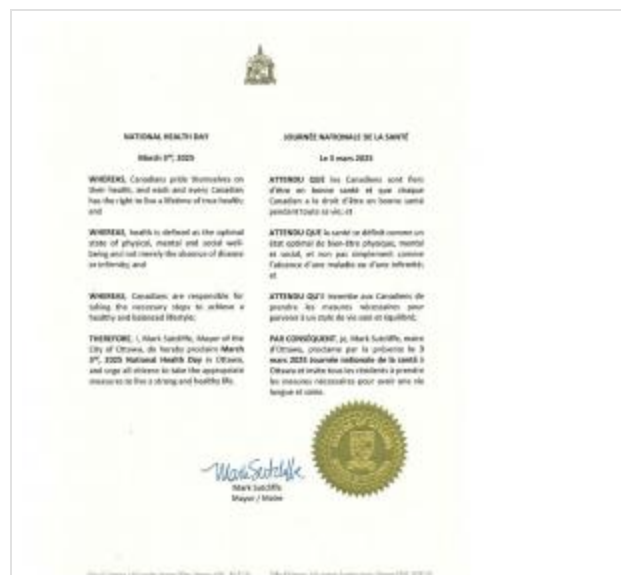 NATIONAL HEALTH DAY
March 3rd, 2025
WHEREAS, Canadians pride themselves on
their health, and each and every Canadian
has the right to live a lifetime of true health;
and
WHEREAS, health is defined as the optimal
state of physical, mental and social well-
being and not merely the absence of disease
or infirmity; and
WHEREAS, Canadians are responsible for
taking the necessary steps to achieve a
healthy and balanced lifestyle;
THEREFORE, I, Mark Sutcliffe, Mayor of the
City of Ottawa, do hereby proclaim March
3rd, 2025 National Health Day in Ottawa,
and urge all citizens to take the appropriate
measures to live a strong and healthy life.
JOURNÉE NATIONALE DE LA SANTÉ
Le 3 mars 2025
ATTENDU QUE les Canadiens sont fiers
d'être en bonne santé et que chaque
Canadien a le droit d'être en bonne santé
pendant toute sa vie; et
ATTENDU QUE la santé se définit comme un
état optimal de bien-être physique, mental
et social, et non pas simplement comme
l'absence d'une maladie ou d'une infirmité;
et
ATTENDU QU'il incombe aux Canadiens de
prendre les mesures nécessaires pour
parvenir à un style de vie sain et équilibré;
PAR CONSÉQUENT, je, Mark Sutcliffe, maire
d'Ottawa, proclame par la présente le 3
mars 2025 Journée nationale de la santé à
Ottawa et invite tous les résidents à prendre
les mesures nécessaires pour avoir une vie
longue et saine.
Mark Sutcliffe
Mark Sutcliffe
Mayor / Maire